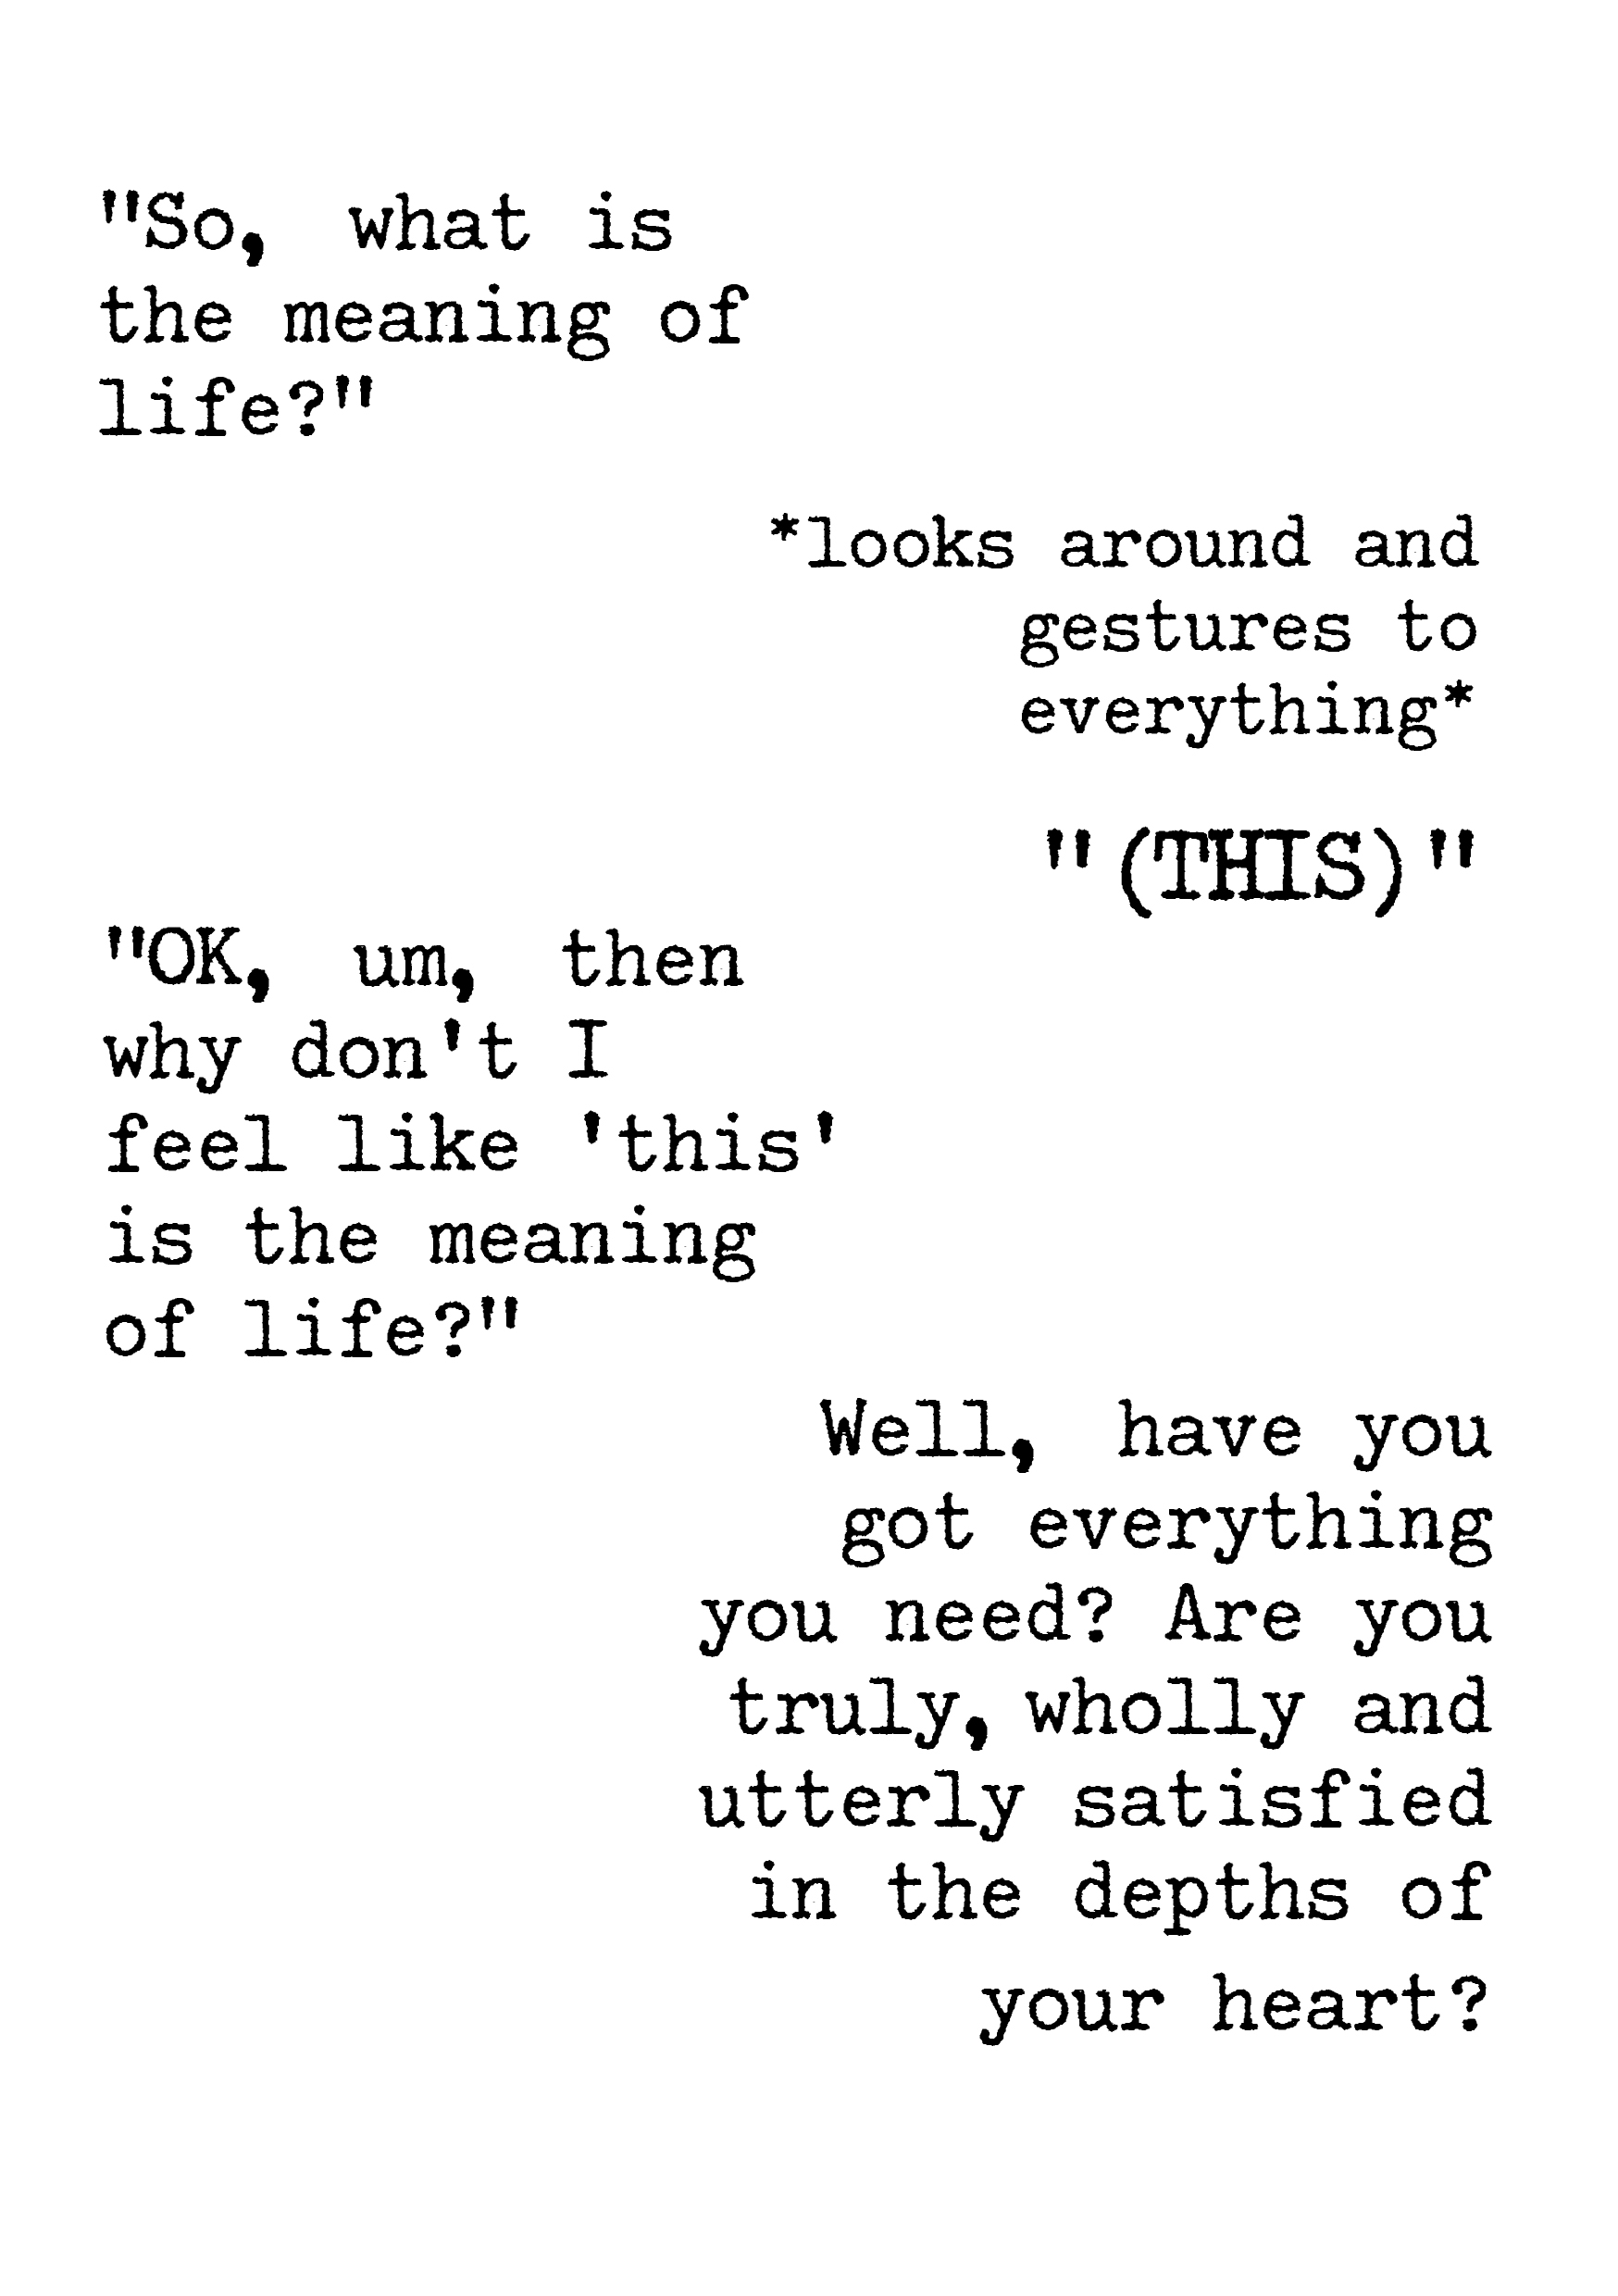 "So, what is
the meaning of
life?"
*looks around and
gestures to
everything*
"(THIS)"
"OK, um, then
why don't I
feel like 'this'
is the meaning
of life?"
Well, have you
got everything
you need? Are you
truly, wholly and
utterly satisfied
in the depths of
your heart?